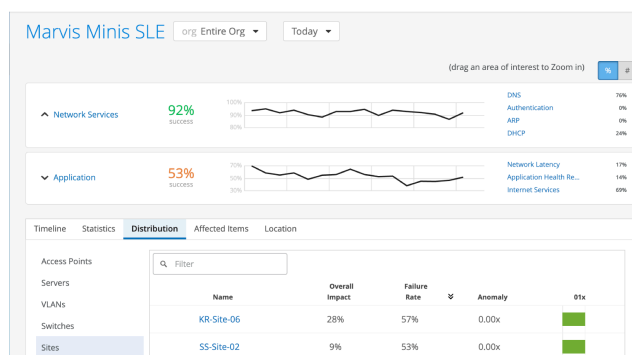 Marvis Minis SLE org Entire Org Today
(drag an area of interest to Zoom in) % #
Network Services 92% success 100% 90% 80%
DNS 76%
Authentication 0%
ARP 0%
DHCP 24%
Application 53% success 70% 50% 30%
Network Latency 17%
Application Health Re... 14%
Internet Services 69%
Timeline Statistics Distribution Affected Items Location
Access Points
Servers
VLANs
Switches
Sites
Filter
Name Overall Impact Failure Rate Anomaly 01x
KR-Site-06 28% 57% 0.00x
SS-Site-02 9% 53% 0.00x